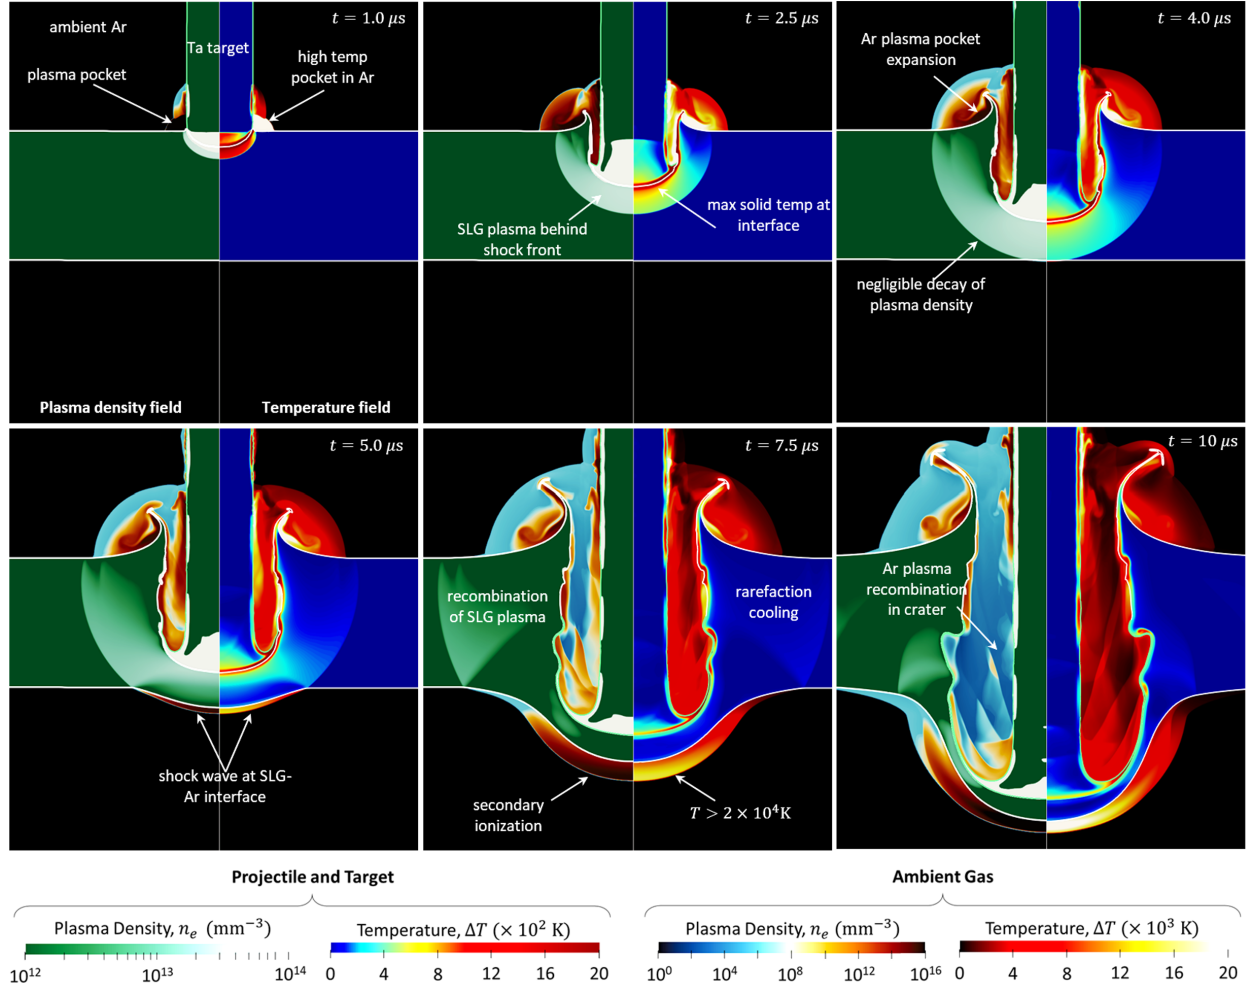 t = 1.0 μs
ambient Ar
Ta target
plasma pocket
high temp
pocket in Ar
Plasma density field
Temperature field
t = 2.5 μs
SLG plasma behind
shock front
max solid temp at
interface
t = 4.0 μs
Ar plasma pocket
expansion
negligible decay of
plasma density
t = 5.0 μs
shock wave at SLG-
Ar interface
t = 7.5 μs
recombination
of SLG plasma
rarefaction
cooling
secondary
ionization
T > 2 × 10⁴K
t = 10 μs
Ar plasma
recombination
in crater
Projectile and Target
Plasma Density, nₑ (mm⁻³)
10¹² 10¹³ 10¹⁴
Temperature, ΔT (× 10² K)
0 4 8 12 16 20
Ambient Gas
Plasma Density, nₑ (mm⁻³)
10⁰ 10⁴ 10⁸ 10¹² 10¹⁶
Temperature, ΔT (× 10³ K)
0 4 8 12 16 20